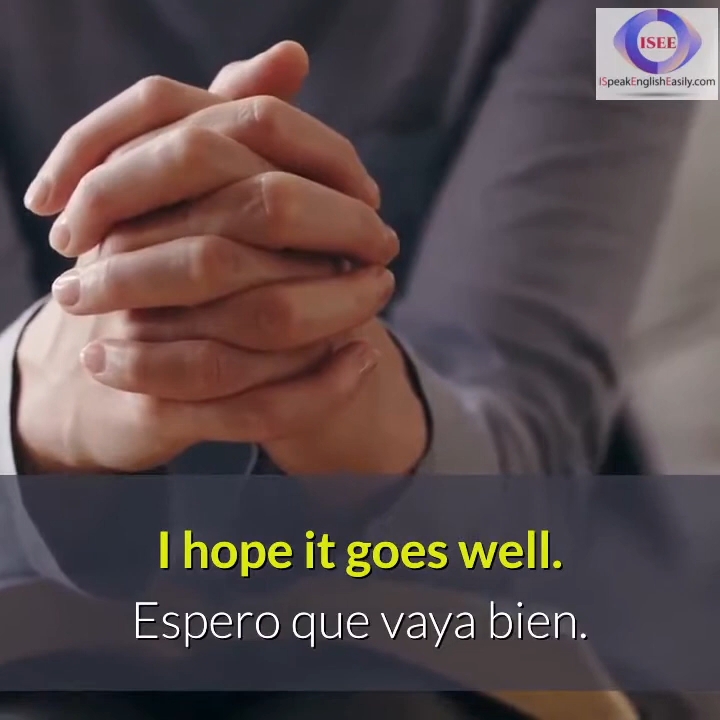 ISEE
ISpeakEnglishEasily.com
I hope it goes well.
Espero que vaya bien.